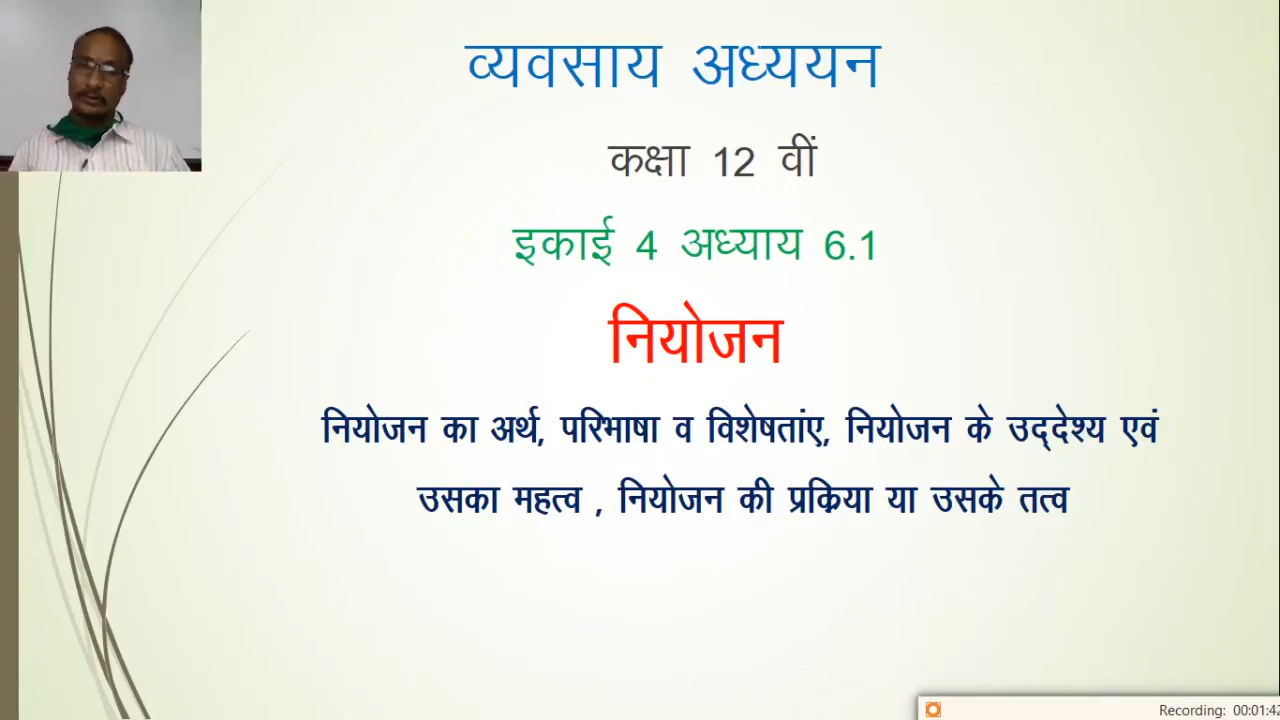 व्यवसाय अध्ययन
कक्षा 12 वीं
इकाई 4 अध्याय 6.1
नियोजन
नियोजन का अर्थ, परिभाषा व विशेषतांए, नियोजन के उद्देश्य एवं
उसका महत्व , नियोजन की प्रक्रिया या उसके तत्व
Recording: 00:01:42